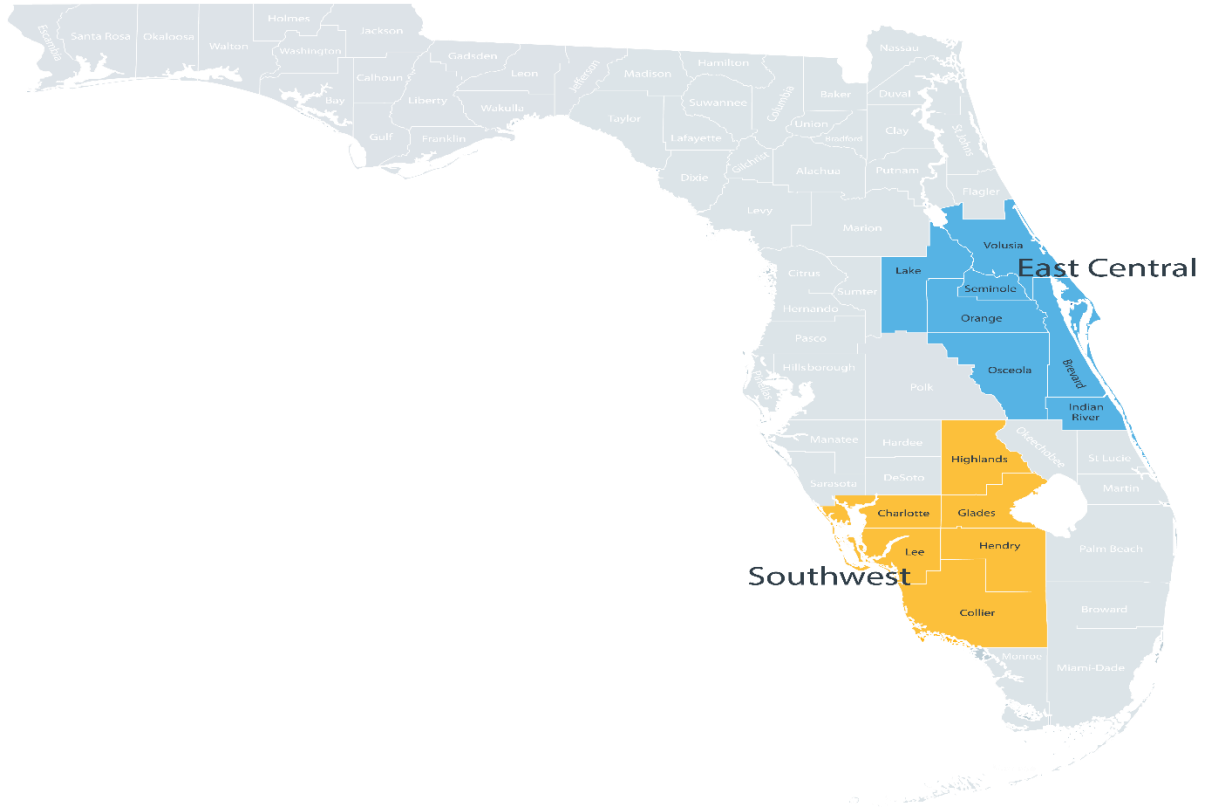 Holmes
Jackson
Escambia
Santa Rosa
Okaloosa
Walton
Washington
Nassau
Gadsden
Hamilton
Jefferson
Leon
Madison
Calhoun
Columbia
Baker
Duval
Bay
Liberty
Suwannee
Wakulla
Taylor
Union
Bradford
Clay
St Johns
Gulf
Franklin
Lafayette
Gilchrist
Alachua
Putnam
Dixie
Flagler
Levy
Marion
Volusia
East Central
Citrus
Lake
Sumter
Seminole
Hernando
Orange
Pasco
Hillsborough
Osceola
Brevard
Pinellas
Polk
Indian
River
Manatee
Hardee
Okeechobee
Highlands
St Lucie
Sarasota
DeSoto
Martin
Charlotte
Glades
Lee
Hendry
Palm Beach
Southwest
Collier
Broward
Monroe
Miami-Dade